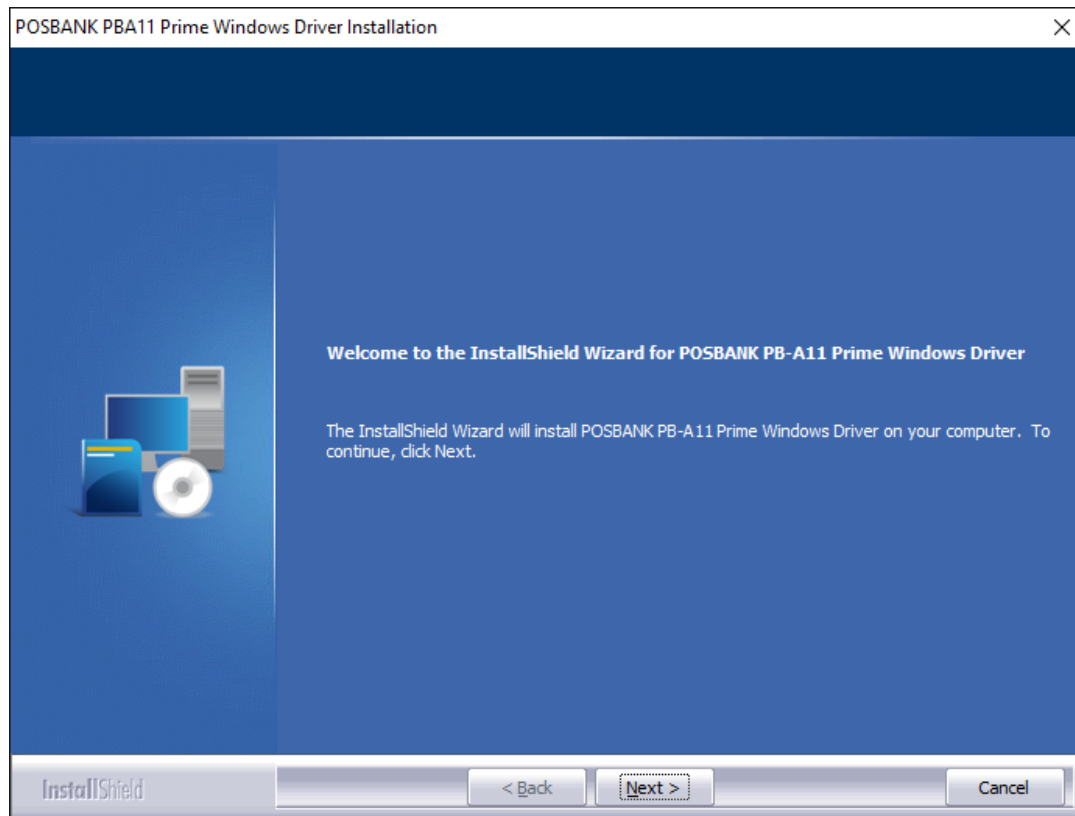 POSBANK PBA11 Prime Windows Driver Installation
Welcome to the InstallShield Wizard for POSBANK PB-A11 Prime Windows Driver
The InstallShield Wizard will install POSBANK PB-A11 Prime Windows Driver on your computer. To
continue, click Next.
InstallShield
< Back
Next >
Cancel